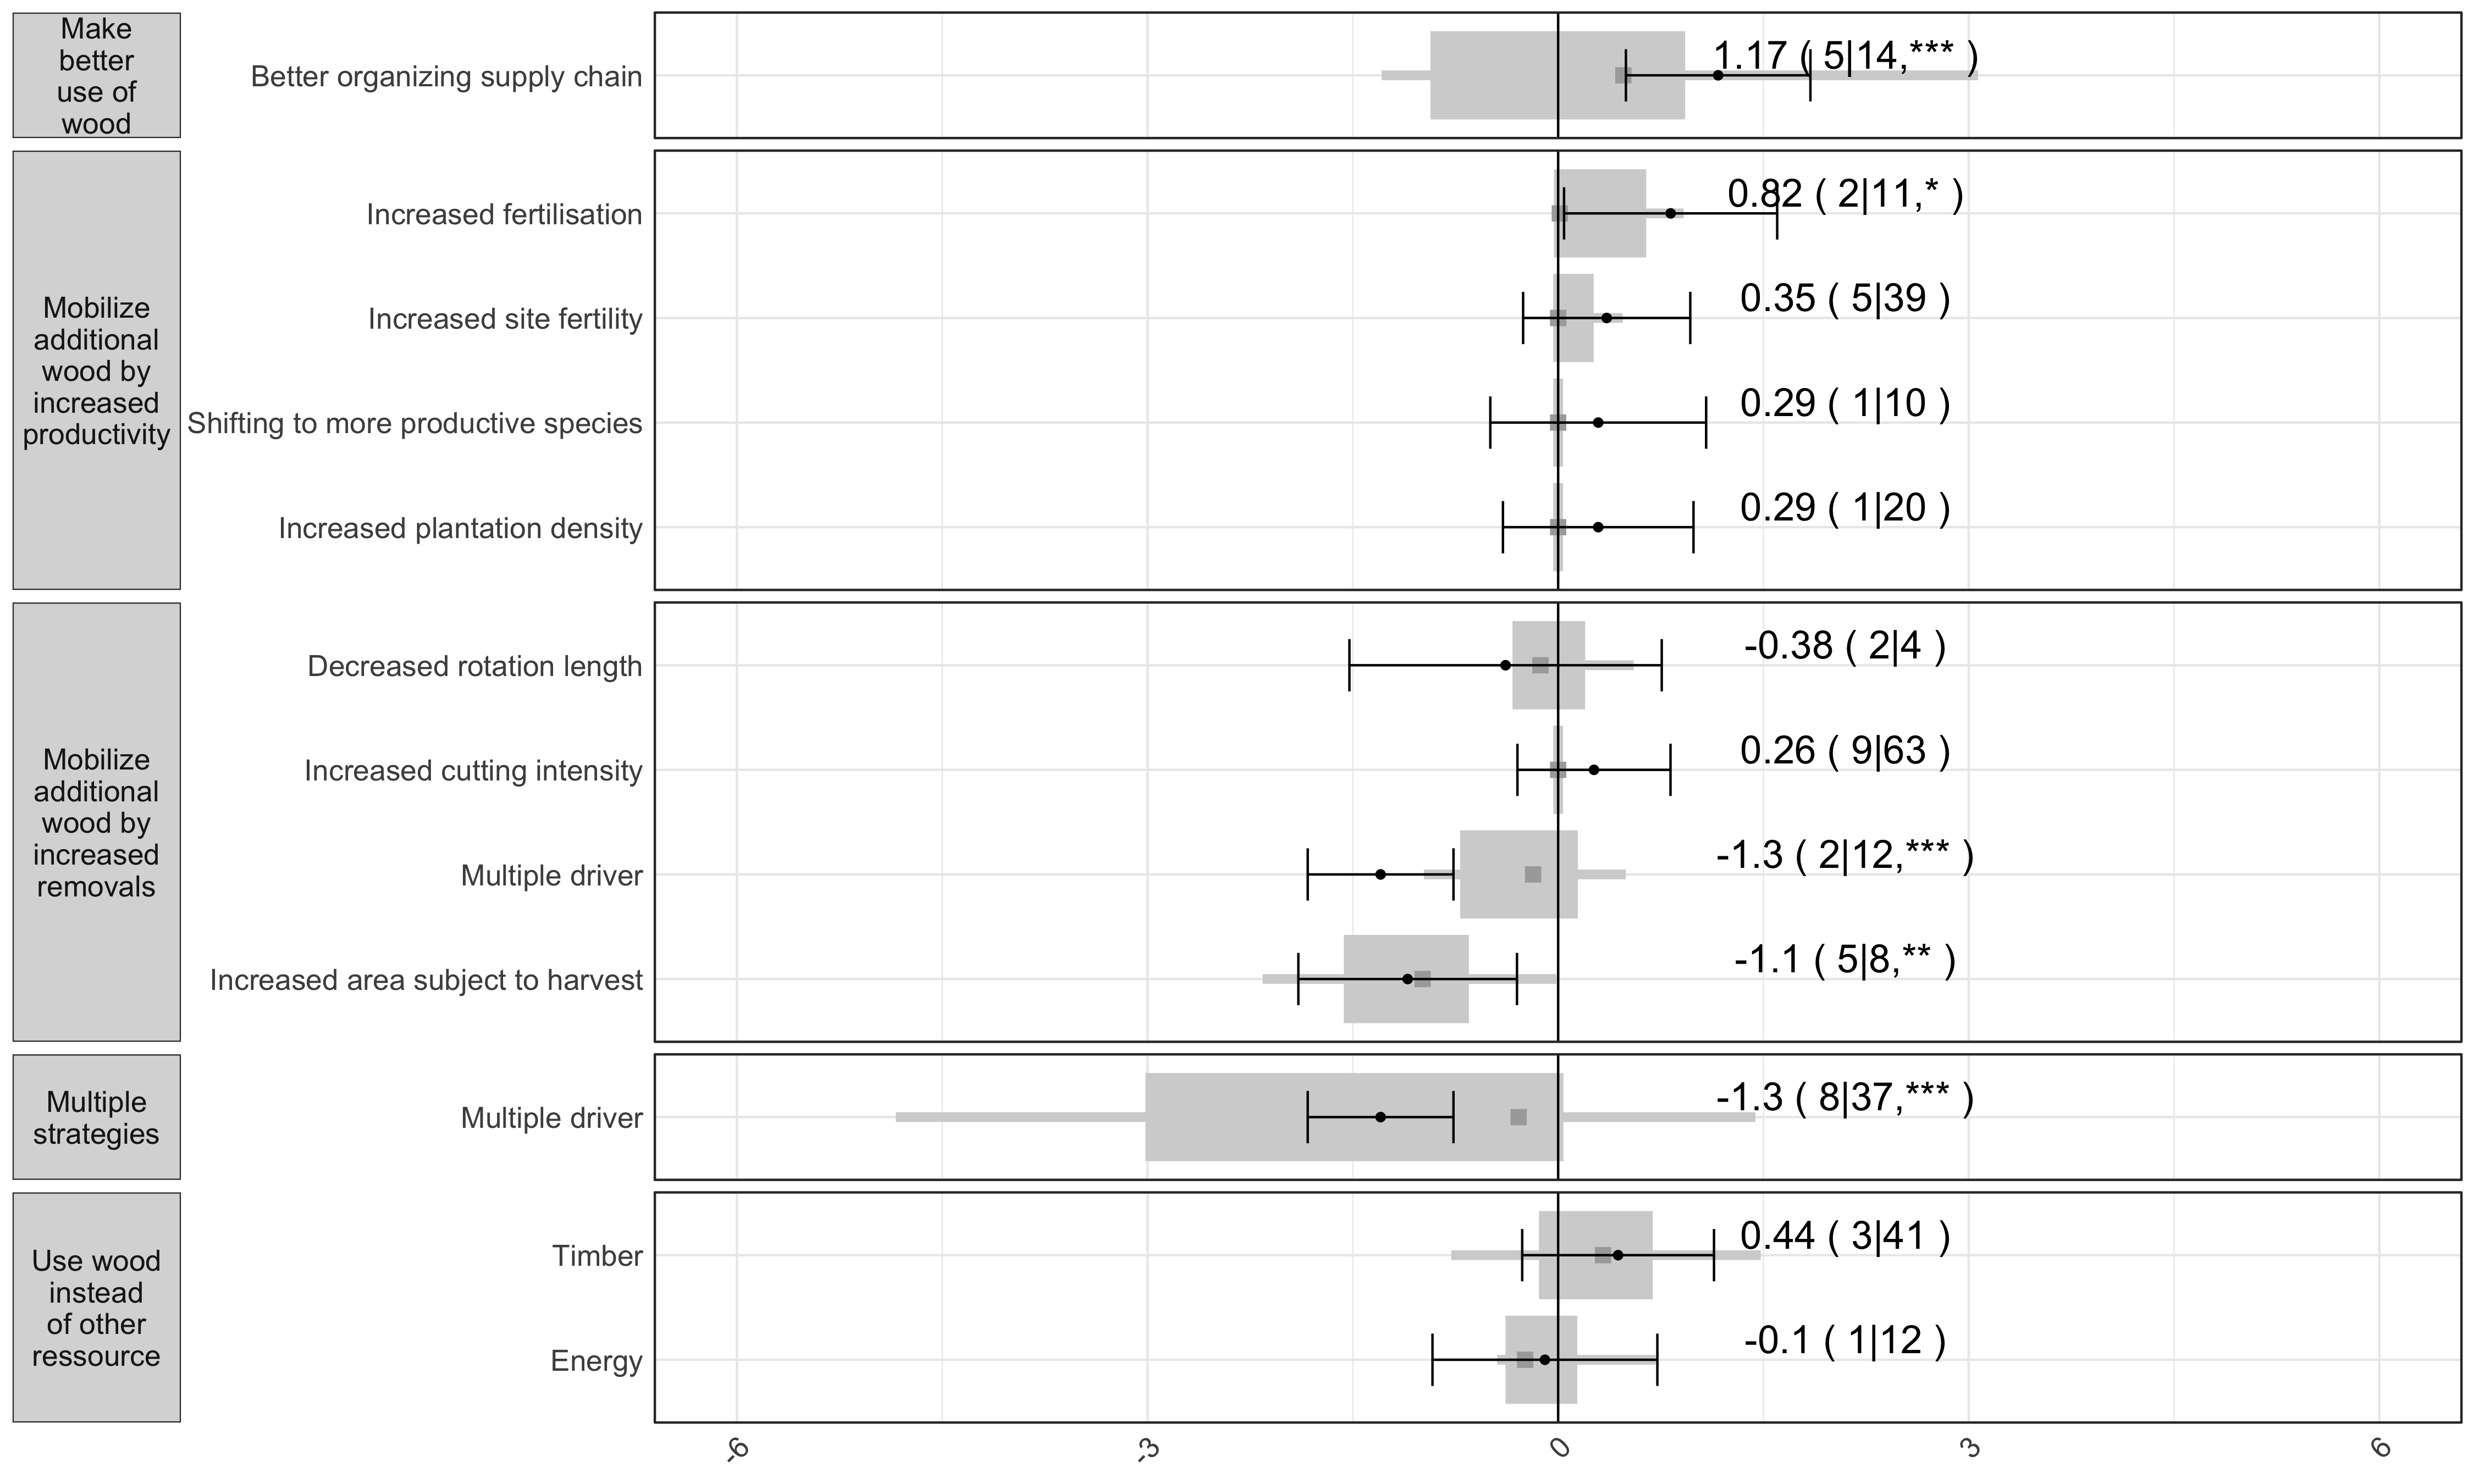 Make
better
use of
wood
Better organizing supply chain
1.17 ( 5|14,*** )
Mobilize
additional
wood by
increased
productivity
Increased fertilisation
0.82 ( 2|11,* )
Increased site fertility
0.35 ( 5|39 )
Shifting to more productive species
0.29 ( 1|10 )
Increased plantation density
0.29 ( 1|20 )
Mobilize
additional
wood by
increased
removals
Decreased rotation length
-0.38 ( 2|4 )
Increased cutting intensity
0.26 ( 9|63 )
Multiple driver
-1.3 ( 2|12,*** )
Increased area subject to harvest
-1.1 ( 5|8,** )
Multiple
strategies
Multiple driver
-1.3 ( 8|37,*** )
Use wood
instead
of other
ressource
Timber
0.44 ( 3|41 )
Energy
-0.1 ( 1|12 )
-6
-3
0
3
6